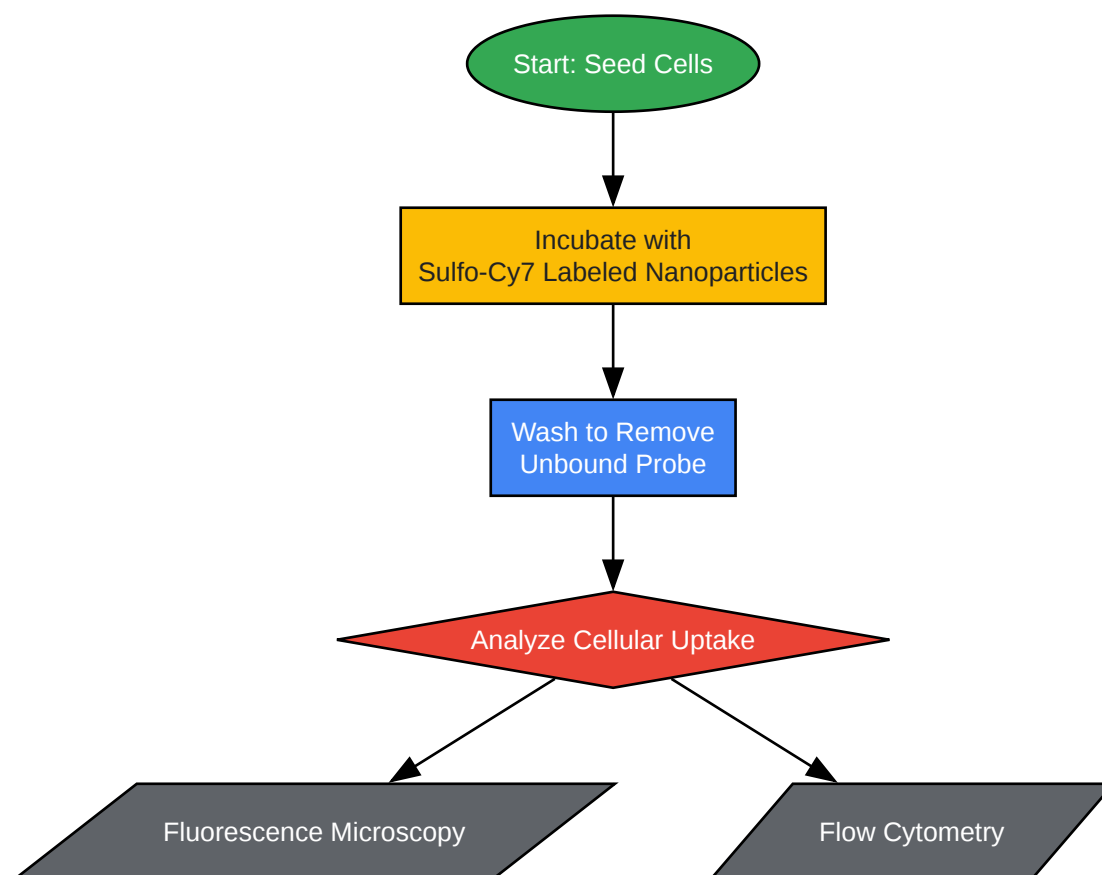 Start: Seed Cells
Incubate with
Sulfo-Cy7 Labeled Nanoparticles
Wash to Remove
Unbound Probe
Analyze Cellular Uptake
Fluorescence Microscopy
Flow Cytometry